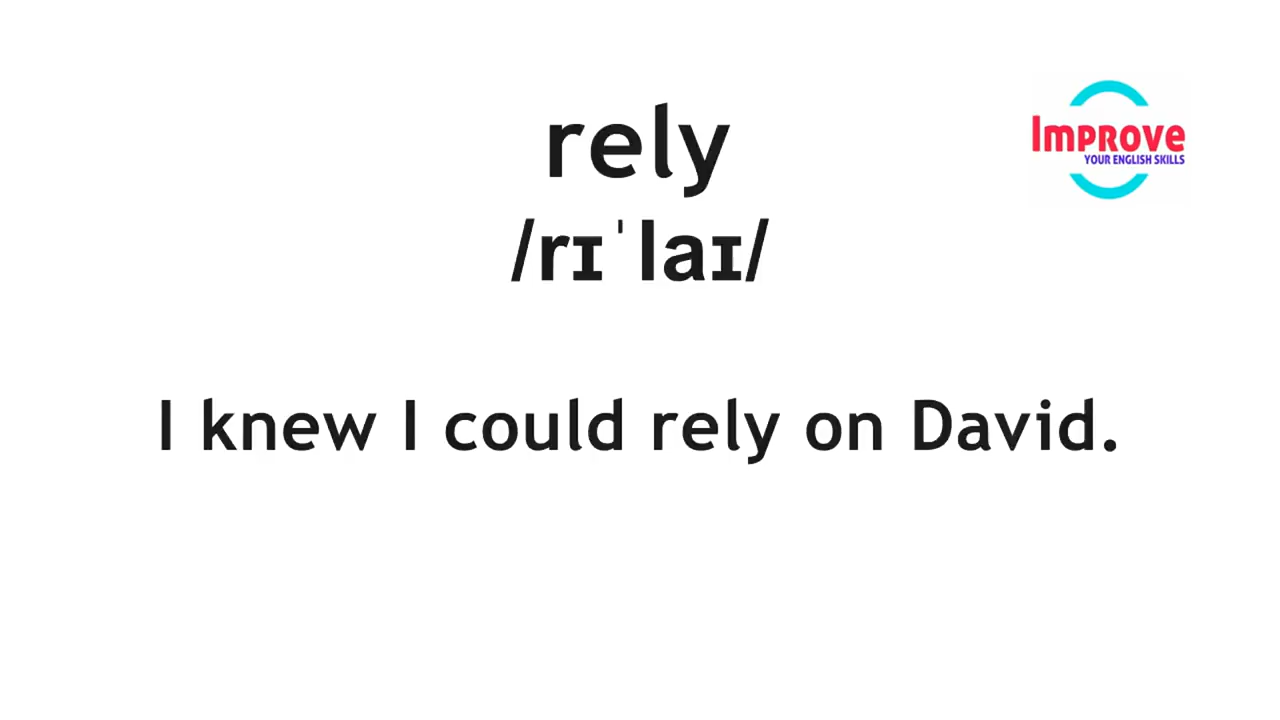 rely
Improve
YOUR ENGLISH SKILLS
/rɪˈlaɪ/
I knew I could rely on David.